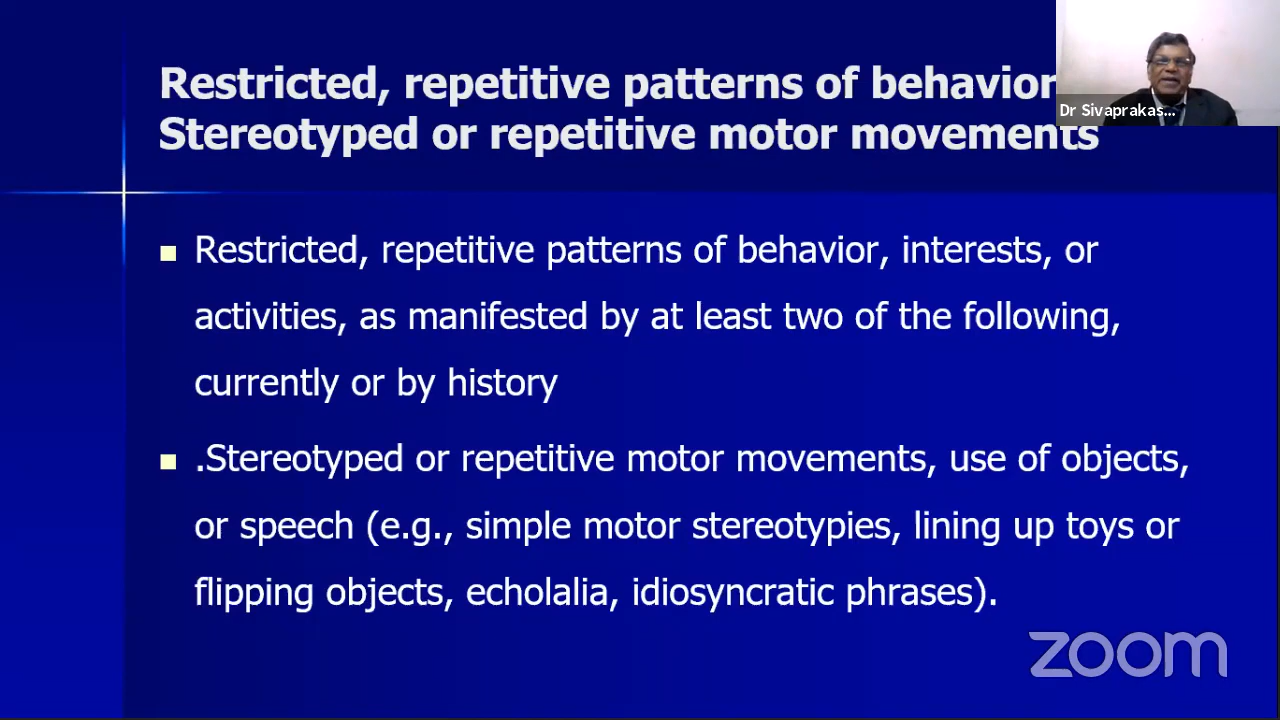 Restricted, repetitive patterns of behavior
Stereotyped or repetitive motor movements
Dr Sivaprakas...
Restricted, repetitive patterns of behavior, interests, or
activities, as manifested by at least two of the following,
currently or by history
.Stereotyped or repetitive motor movements, use of objects,
or speech (e.g., simple motor stereotypies, lining up toys or
flipping objects, echolalia, idiosyncratic phrases).
zoom